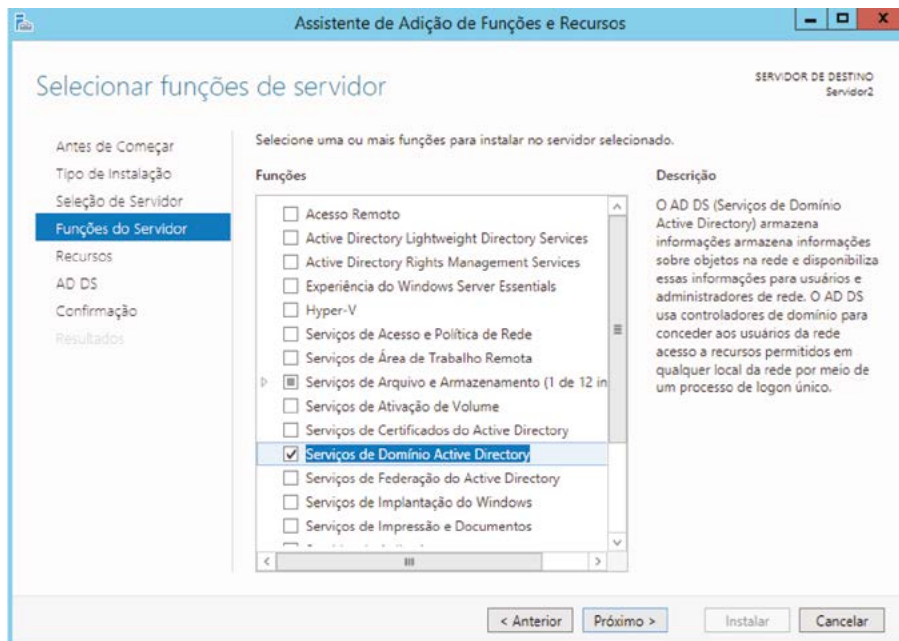 Assistente de Adição de Funções e Recursos
Selecionar funções de servidor
SERVIDOR DE DESTINO
Servidor2
Antes de Começar
Tipo de Instalação
Seleção de Servidor
Funções do Servidor
Recursos
AD DS
Confirmação
Resultados
Selecione uma ou mais funções para instalar no servidor selecionado.
Funções
Acesso Remoto
Active Directory Lightweight Directory Services
Active Directory Rights Management Services
Experiência do Windows Server Essentials
Hyper-V
Serviços de Acesso e Política de Rede
Serviços de Área de Trabalho Remota
Serviços de Arquivo e Armazenamento (1 de 12 in
Serviços de Ativação de Volume
Serviços de Certificados do Active Directory
Serviços de Domínio Active Directory
Serviços de Federação do Active Directory
Serviços de Implantação do Windows
Serviços de Impressão e Documentos
Descrição
O AD DS (Serviços de Domínio
Active Directory) armazena
informações armazena informações
sobre objetos na rede e disponibiliza
essas informações para usuários e
administradores de rede. O AD DS
usa controladores de domínio para
conceder aos usuários da rede
acesso a recursos permitidos em
qualquer local da rede por meio de
um processo de logon único.
< Anterior
Próximo >
Instalar
Cancelar